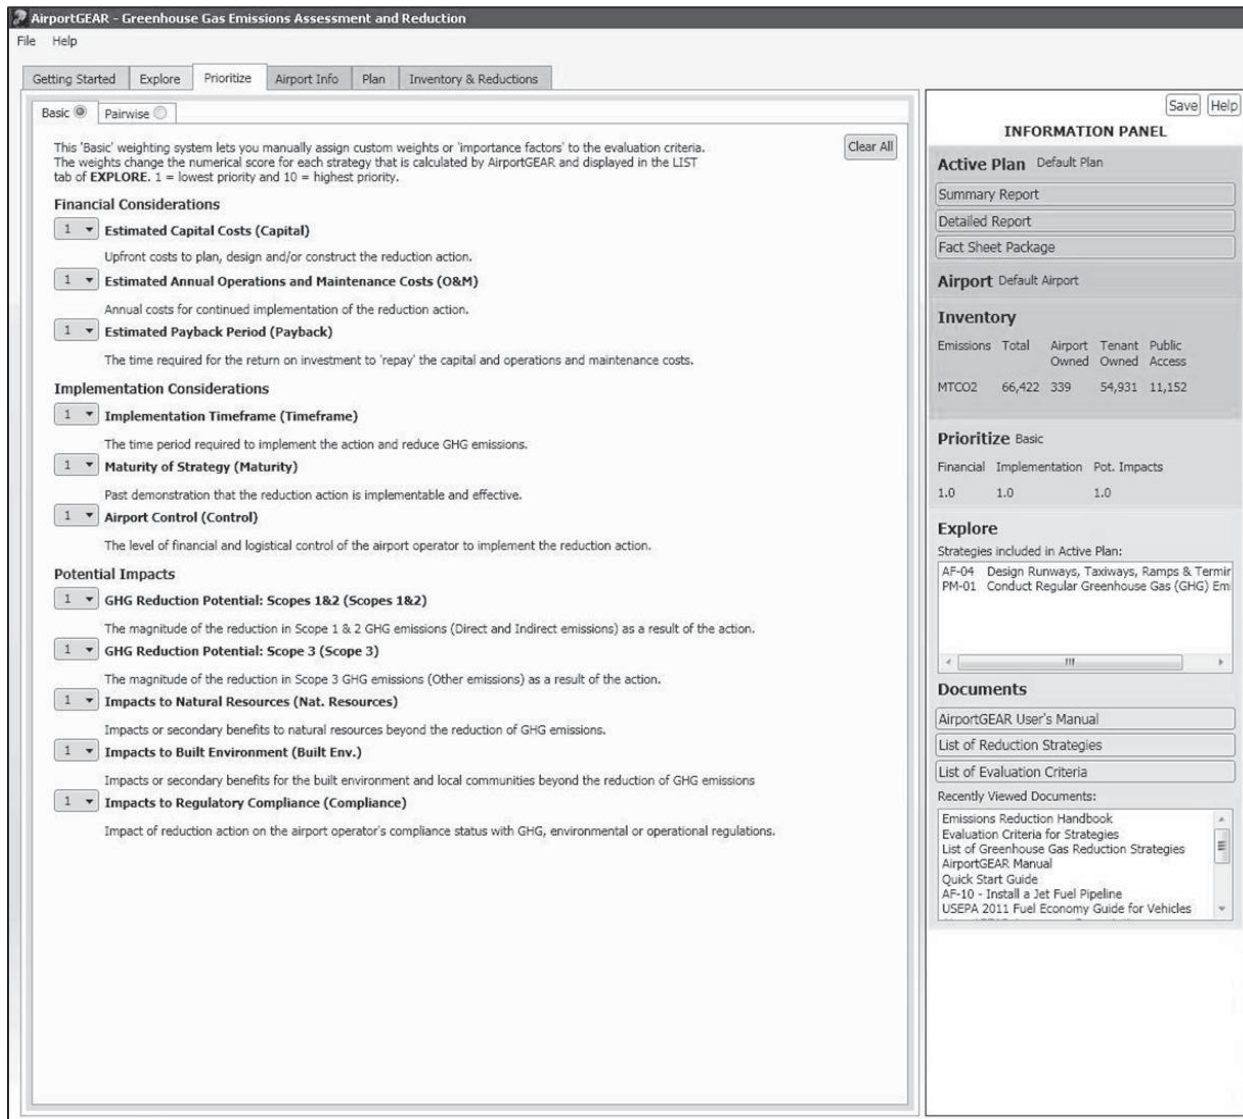 AirportGEAR - Greenhouse Gas Emissions Assessment and Reduction
File Help
Getting Started Explore Prioritize Airport Info Plan Inventory & Reductions
Basic Pairwise
This 'Basic' weighting system lets you manually assign custom weights or 'importance factors' to the evaluation criteria.
The weights change the numerical score for each strategy that is calculated by AirportGEAR and displayed in the LIST
tab of EXPLORE. 1 = lowest priority and 10 = highest priority.
Clear All
Financial Considerations
1 Estimated Capital Costs (Capital)
Upfront costs to plan, design and/or construct the reduction action.
1 Estimated Annual Operations and Maintenance Costs (O&M)
Annual costs for continued implementation of the reduction action.
1 Estimated Payback Period (Payback)
The time required for the return on investment to 'repay' the capital and operations and maintenance costs.
Implementation Considerations
1 Implementation Timeframe (Timeframe)
The time period required to implement the action and reduce GHG emissions.
1 Maturity of Strategy (Maturity)
Past demonstration that the reduction action is implementable and effective.
1 Airport Control (Control)
The level of financial and logistical control of the airport operator to implement the reduction action.
Potential Impacts
1 GHG Reduction Potential: Scopes 1&2 (Scopes 1&2)
The magnitude of the reduction in Scope 1 & 2 GHG emissions (Direct and Indirect emissions) as a result of the action.
1 GHG Reduction Potential: Scope 3 (Scope 3)
The magnitude of the reduction in Scope 3 GHG emissions (Other emissions) as a result of the action.
1 Impacts to Natural Resources (Nat. Resources)
Impacts or secondary benefits to natural resources beyond the reduction of GHG emissions.
1 Impacts to Built Environment (Built Env.)
Impacts or secondary benefits for the built environment and local communities beyond the reduction of GHG emissions
1 Impacts to Regulatory Compliance (Compliance)
Impact of reduction action on the airport operator's compliance status with GHG, environmental or operational regulations.
Save Help
INFORMATION PANEL
Active Plan Default Plan
Summary Report
Detailed Report
Fact Sheet Package
Airport Default Airport
Inventory
Emissions Total Airport Tenant Public
Owned Owned Access
MTCO2 66,422 339 54,931 11,152
Prioritize Basic
Financial Implementation Pot. Impacts
1.0 1.0 1.0
Explore
Strategies included in Active Plan:
AF-04 Design Runways, Taxiways, Ramps & Termir
PM-01 Conduct Regular Greenhouse Gas (GHG) Emi
Documents
AirportGEAR User's Manual
List of Reduction Strategies
List of Evaluation Criteria
Recently Viewed Documents:
Emissions Reduction Handbook
Evaluation Criteria for Strategies
List of Greenhouse Gas Reduction Strategies
AirportGEAR Manual
Quick Start Guide
AF-10 - Install a Jet Fuel Pipeline
USEPA 2011 Fuel Economy Guide for Vehicles